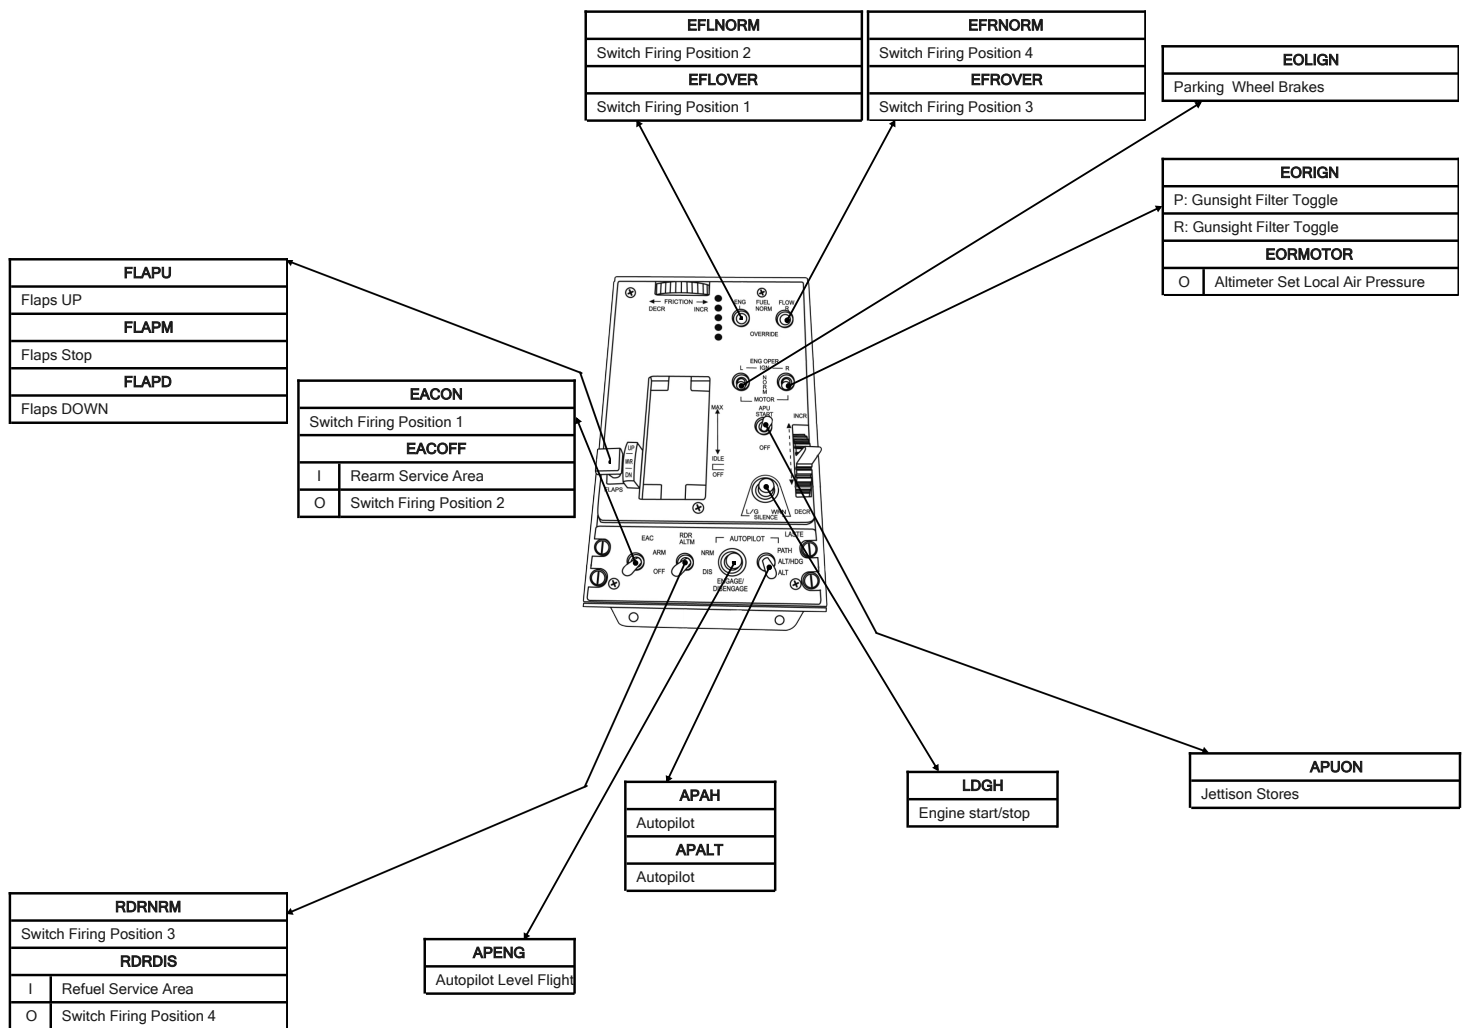 EFLNORM
Switch Firing Position 2
EFLOVER
Switch Firing Position 1
EFRNORM
Switch Firing Position 4
EFROVER
Switch Firing Position 3
EOLIGN
Parking Wheel Brakes
EORIGN
P: Gunsight Filter Toggle
R: Gunsight Filter Toggle
EORMOTOR
O Altimeter Set Local Air Pressure
FLAPU
Flaps UP
FLAPM
Flaps Stop
FLAPD
Flaps DOWN
EACON
Switch Firing Position 1
EACOFF
I Rearm Service Area
O Switch Firing Position 2
FRICTION
DECR INCR
ENG FUEL FLOW
L NORM R
OVERRIDE
ENG OPER
L IGN R
NORM
MOTOR
APU
START
OFF
INCR
MAX
IDLE
OFF
UP
MVR
DN
FLAPS
L/G WRN
SILENCE
DECR
EAC
ARM
OFF
RDR
ALTM
NRM
DIS
AUTOPILOT
LASTE
PATH
ALT/HDG
ALT
ENGAGE/
DISENGAGE
APAH
Autopilot
APALT
Autopilot
LDGH
Engine start/stop
APUON
Jettison Stores
RDRNRM
Switch Firing Position 3
RDRDIS
I Refuel Service Area
O Switch Firing Position 4
APENG
Autopilot Level Flight